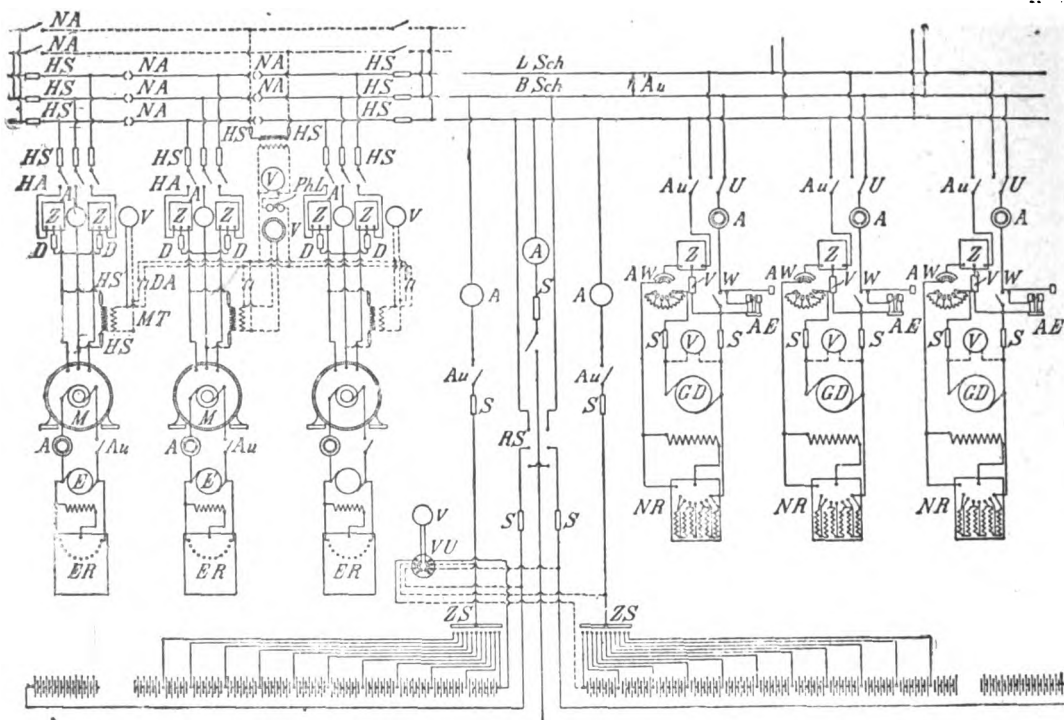 NA
NA
HS NA NA HS
HS NA NA HS
HS NA HS
L Sch
B Sch Au
HS HS
HS HS HS
HA A HA A V PhL A
Au U Au U Au U
A A A
Z Z V Z Z V Z Z V
D D D D D D
HS DA
MT
HS
A S A
Z Z Z
AW V W AW V W AW V W
AE AE AE
S V S S V S S V S
M M
Au S Au S
GD GD GD
A Au A Au
RS
E E
NR NR NR
S S
V
VU
ER ER ER
ZS ZS